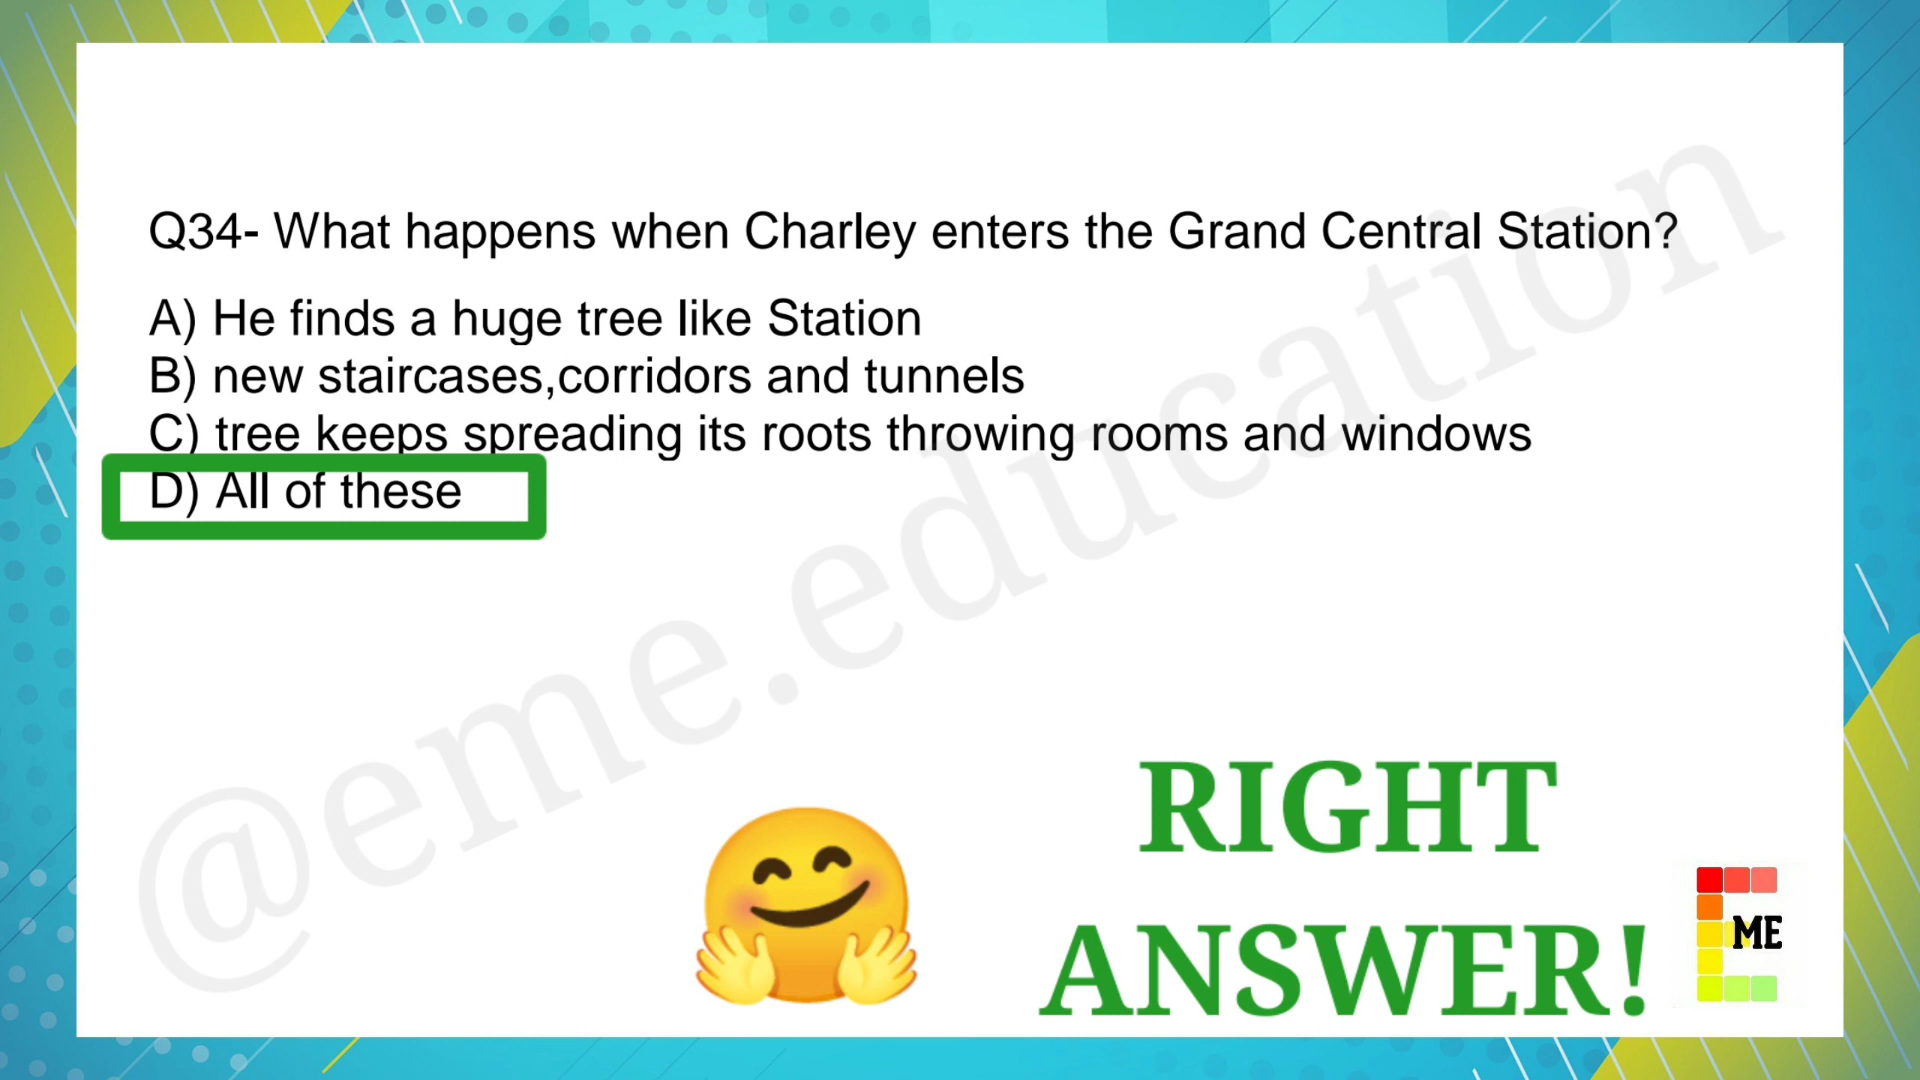 Q34- What happens when Charley enters the Grand Central Station?
A) He finds a huge tree like Station
B) new staircases,corridors and tunnels
C) tree keeps spreading its roots throwing rooms and windows
D) All of these
@eme.education
RIGHT
ANSWER!
ME